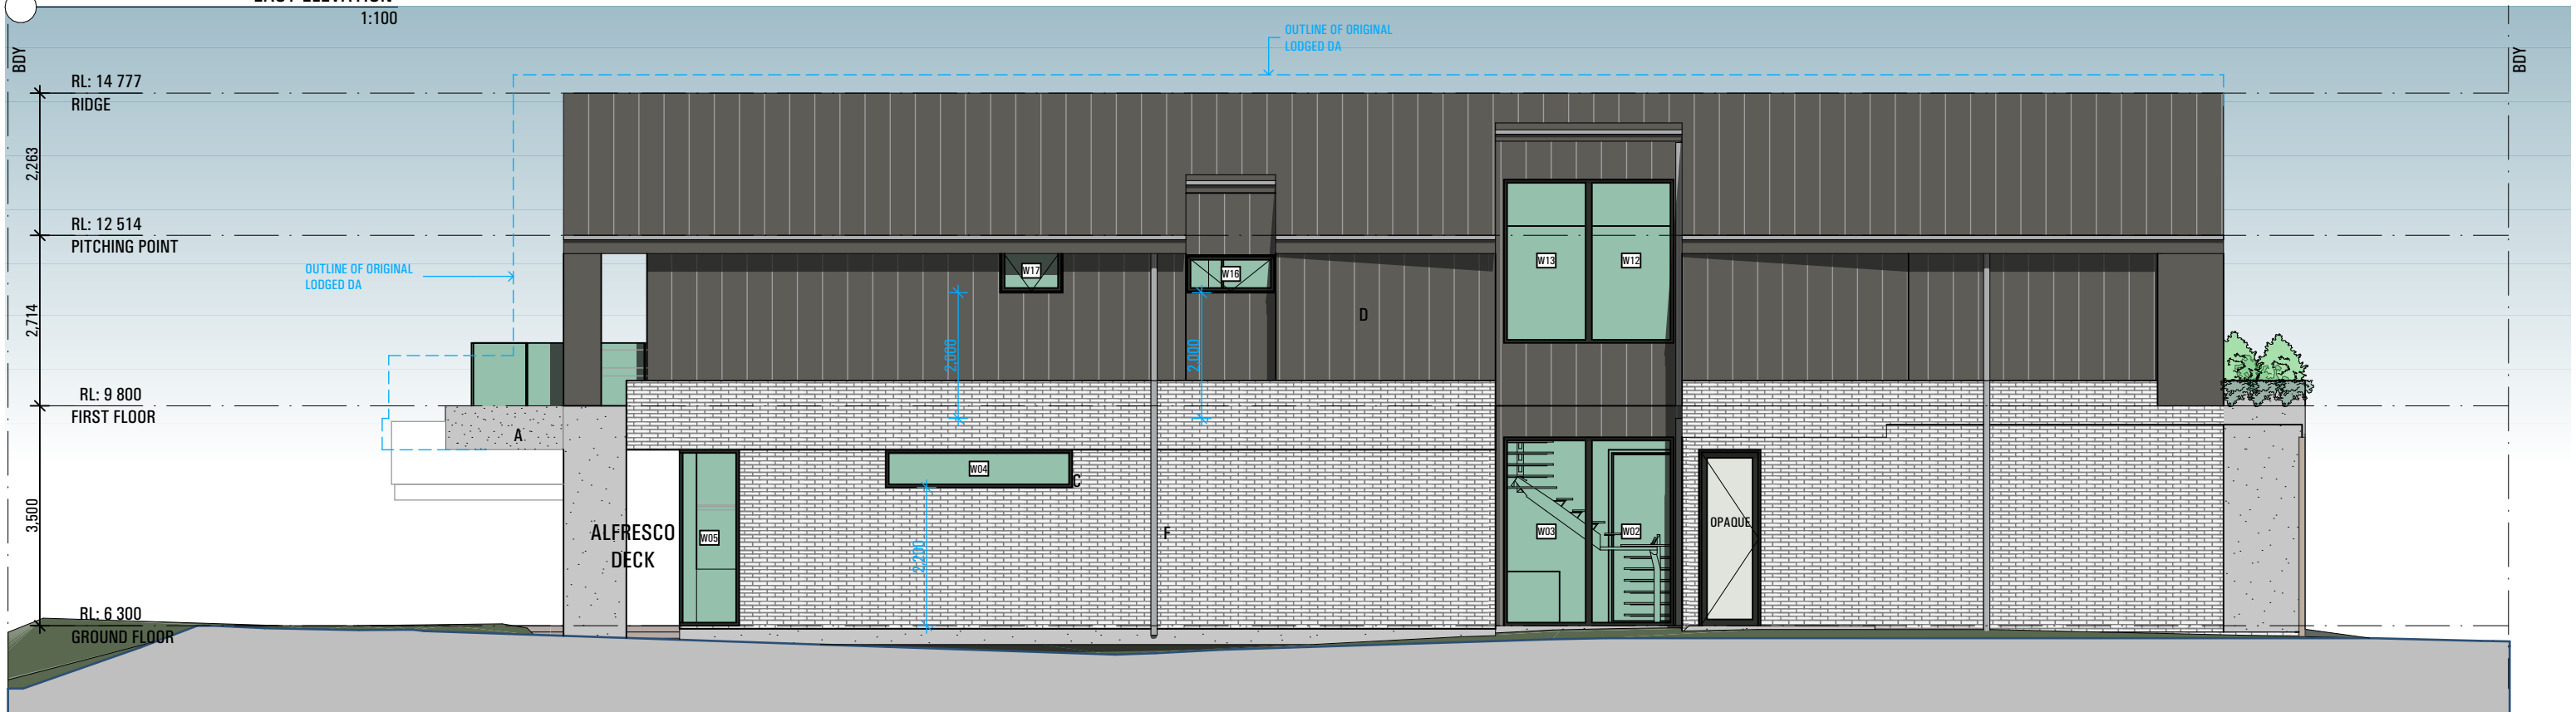 EAST ELEVATION
1:100
OUTLINE OF ORIGINAL
LODGED DA
BDY
BDY
RL: 14 777
RIDGE
2,263
RL: 12 514
PITCHING POINT
OUTLINE OF ORIGINAL
LODGED DA
W17
W16
W13
W12
D
2,714
2,000
2,000
RL: 9 800
FIRST FLOOR
A
W04
C
3,500
ALFRESCO
DECK
W05
2,200
F
W03
W02
OPAQUE
RL: 6 300
GROUND FLOOR